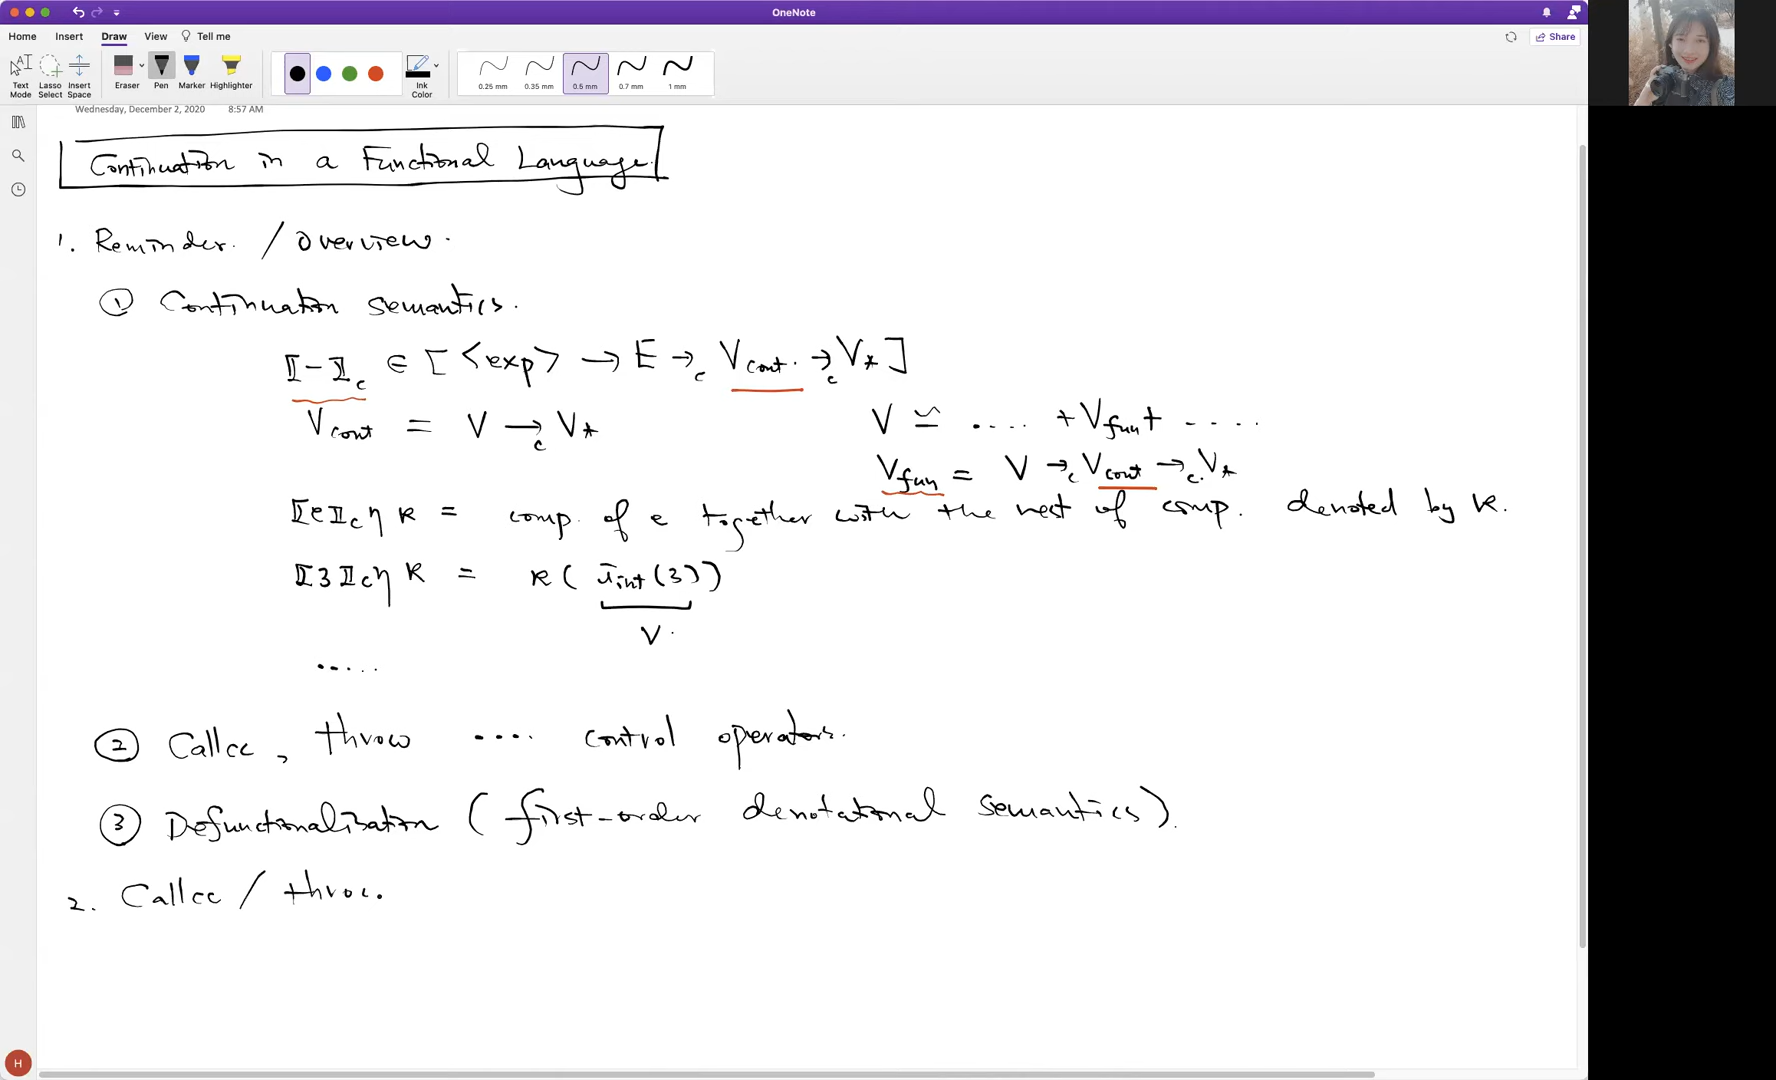 OneNote
Home Insert Draw View Tell me
Share
Text Mode
Lasso Select
Insert Space
Eraser
Pen
Marker
Highlighter
Ink Color
0.25 mm
0.35 mm
0.5 mm
0.7 mm
1 mm
Wednesday, December 2, 2020 8:57 AM
Continuation in a Functional Language.
1. Reminder. / Overview.
① Continuation semantics.
⟦-⟧c ∈ [<exp> → E →c Vcont. →c V*]
Vcont = V →c V*
V ≃ .... + Vfun + .....
Vfun = V →c Vcont →c V*
⟦e⟧c η κ = comp. of e together with the rest of comp. denoted by κ.
⟦3⟧c η κ = κ( ιint(3))
V.
.....
② Callcc, throw .... control operators.
③ Defunctionalization (first-order denotational semantics).
2. Callcc / throw.
H